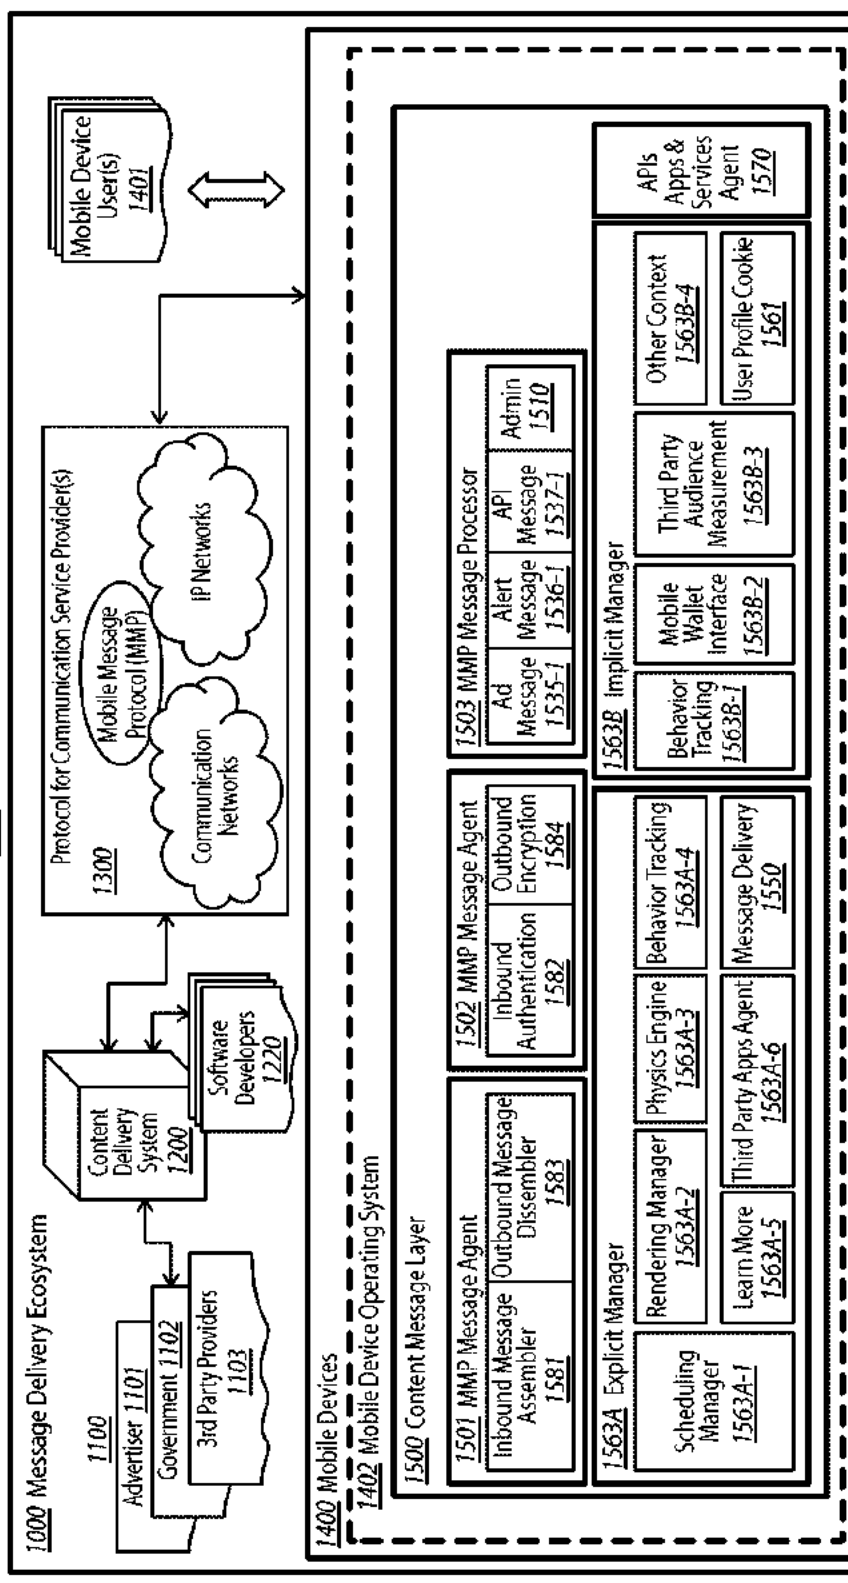 1000 Message Delivery Ecosystem
1100
Advertiser 1101
Government 1102
3rd Party Providers
1103
Content
Delivery
System
1200
Software
Developers
1220
Protocol for Communication Service Provider(s)
1300
Mobile Message
Protocol (MMP)
Communication
Networks
IP Networks
Mobile Device
User(s)
1401
1400 Mobile Devices
1402 Mobile Device Operating System
1500 Content Message Layer
1501 MMP Message Agent
Inbound Message
Assembler
1581
Outbound Message
Dissembler
1583
1502 MMP Message Agent
Inbound
Authentication
1582
Outbound
Encryption
1584
1503 MMP Message Processor
Ad
Message
1535-1
Alert
Message
1536-1
API
Message
1537-1
Admin
1510
1563A Explicit Manager
Scheduling
Manager
1563A-1
Rendering Manager
1563A-2
Physics Engine
1563A-3
Behavior Tracking
1563A-4
Learn More
1563A-5
Third Party Apps Agent
1563A-6
Message Delivery
1550
1563B Implicit Manager
Behavior
Tracking
1563B-1
Mobile
Wallet
Interface
1563B-2
Third Party
Audience
Measurement
1563B-3
Other Context
1563B-4
User Profile Cookie
1561
APIs
Apps &
Services
Agent
1570